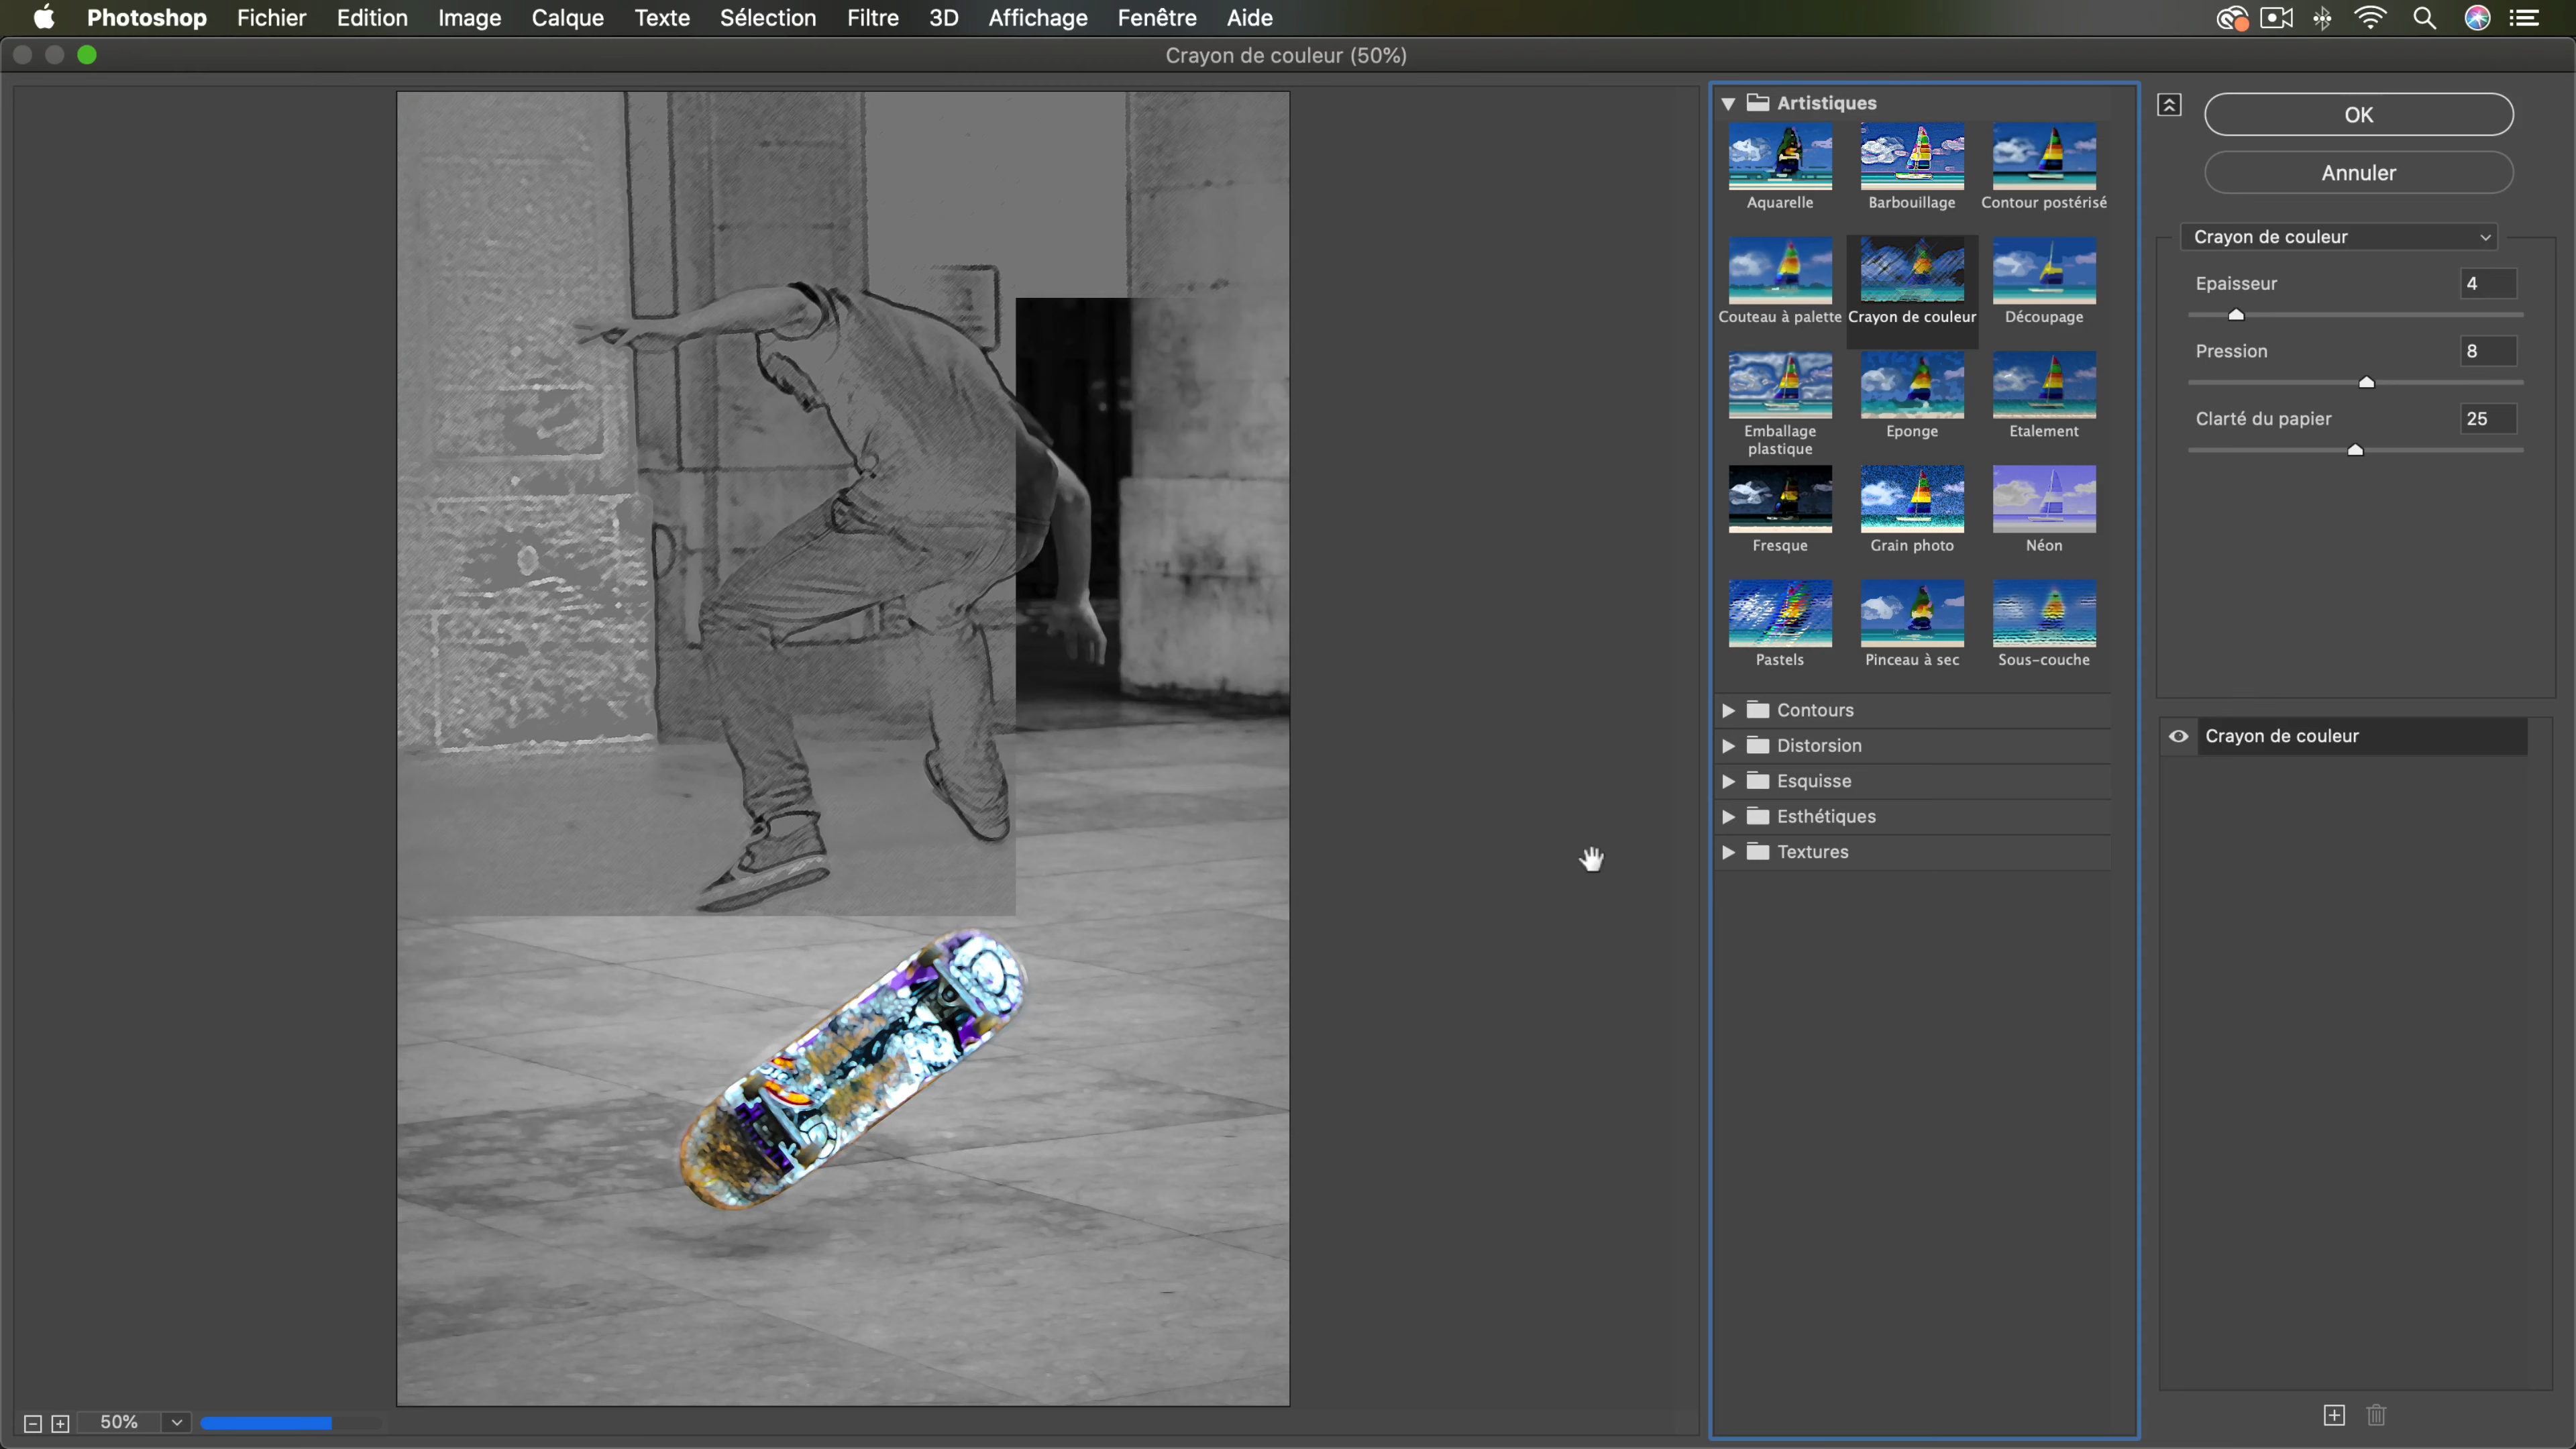 Photoshop Fichier Edition Image Calque Texte Sélection Filtre 3D Affichage Fenêtre Aide
Crayon de couleur (50%)
Artistiques
Aquarelle Barbouillage Contour postérisé
Couteau à palette Crayon de couleur Découpage
Emballage plastique Eponge Etalement
Fresque Grain photo Néon
Pastels Pinceau à sec Sous-couche
Contours
Distorsion
Esquisse
Esthétiques
Textures
OK
Annuler
Crayon de couleur
Epaisseur 4
Pression 8
Clarté du papier 25
Crayon de couleur
50%